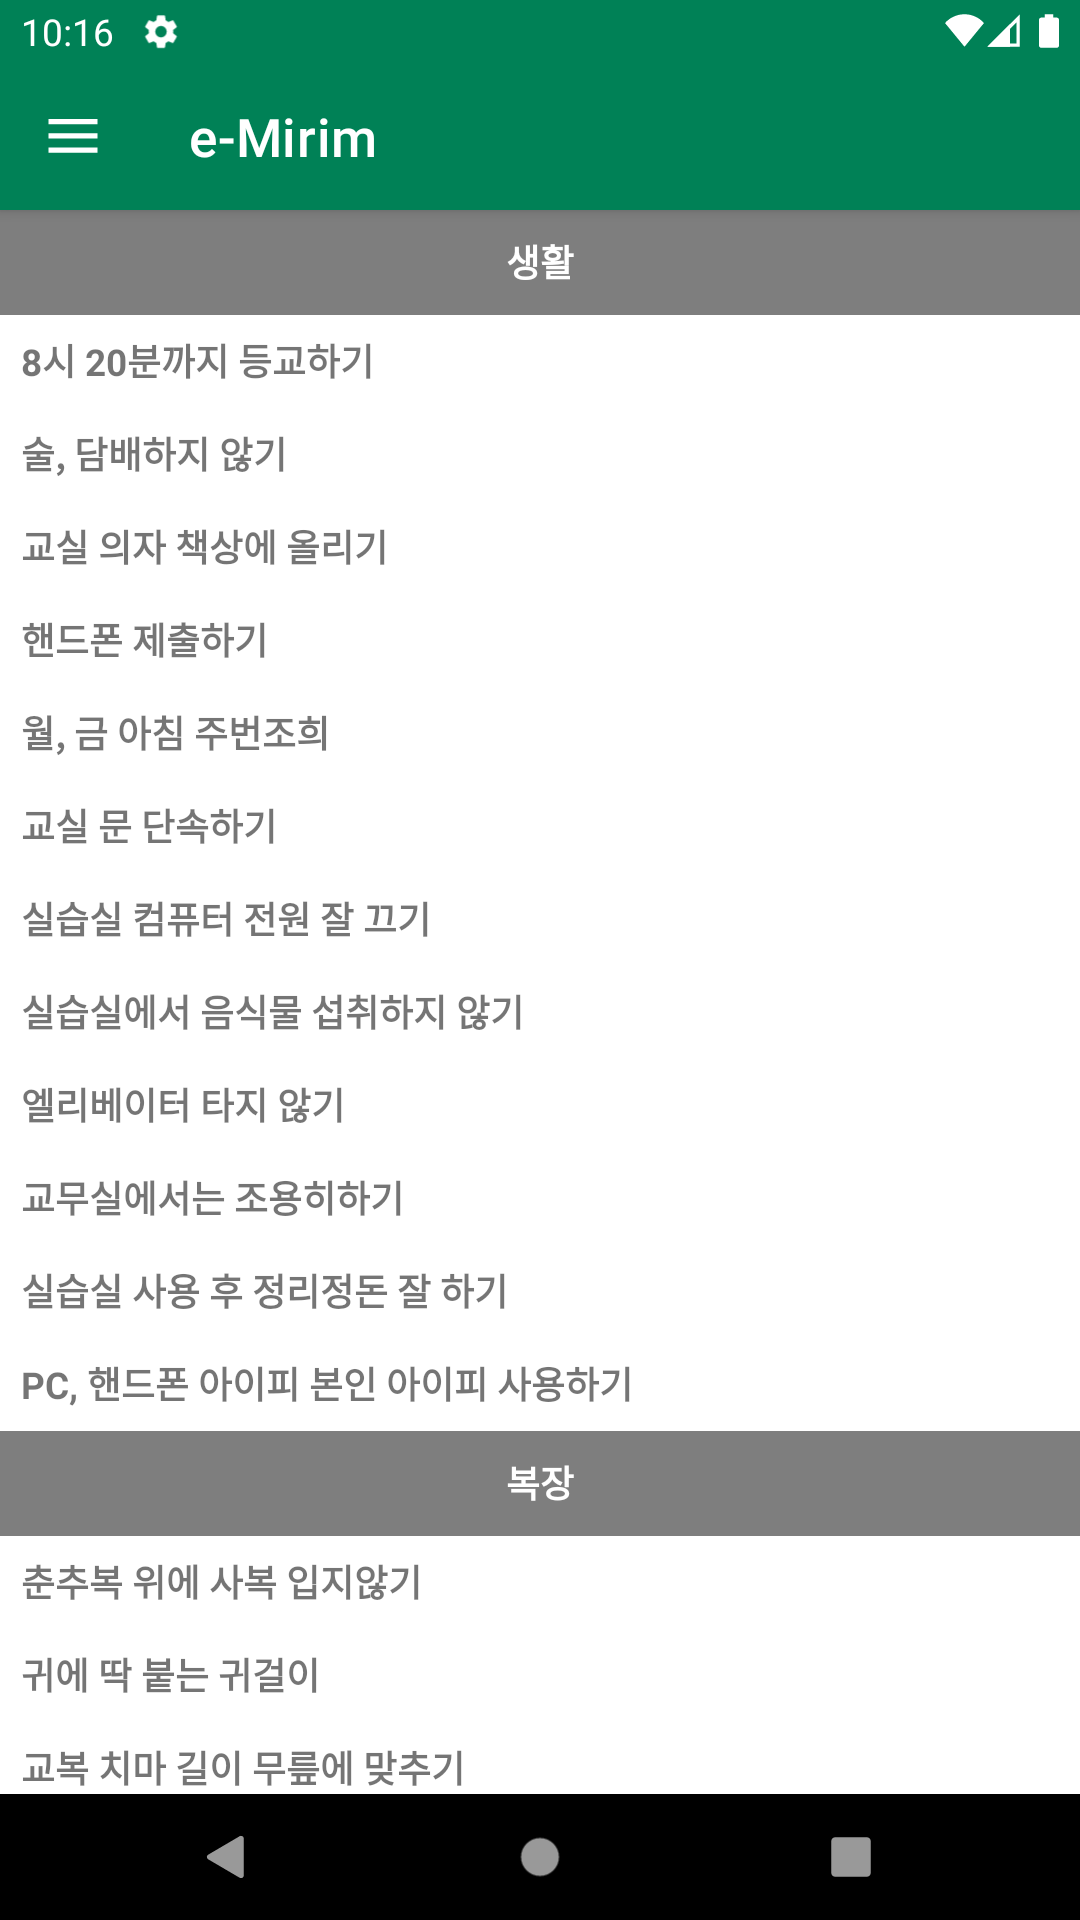 10:16
e-Mirim
생활
8시 20분까지 등교하기
술, 담배하지 않기
교실 의자 책상에 올리기
핸드폰 제출하기
월, 금 아침 주번조희
교실 문 단속하기
실습실 컴퓨터 전원 잘 끄기
실습실에서 음식물 섭취하지 않기
엘리베이터 타지 않기
교무실에서는 조용히하기
실습실 사용 후 정리정돈 잘 하기
PC, 핸드폰 아이피 본인 아이피 사용하기
복장
춘추복 위에 사복 입지않기
귀에 딱 붙는 귀걸이
교복 치마 길이 무릎에 맞추기